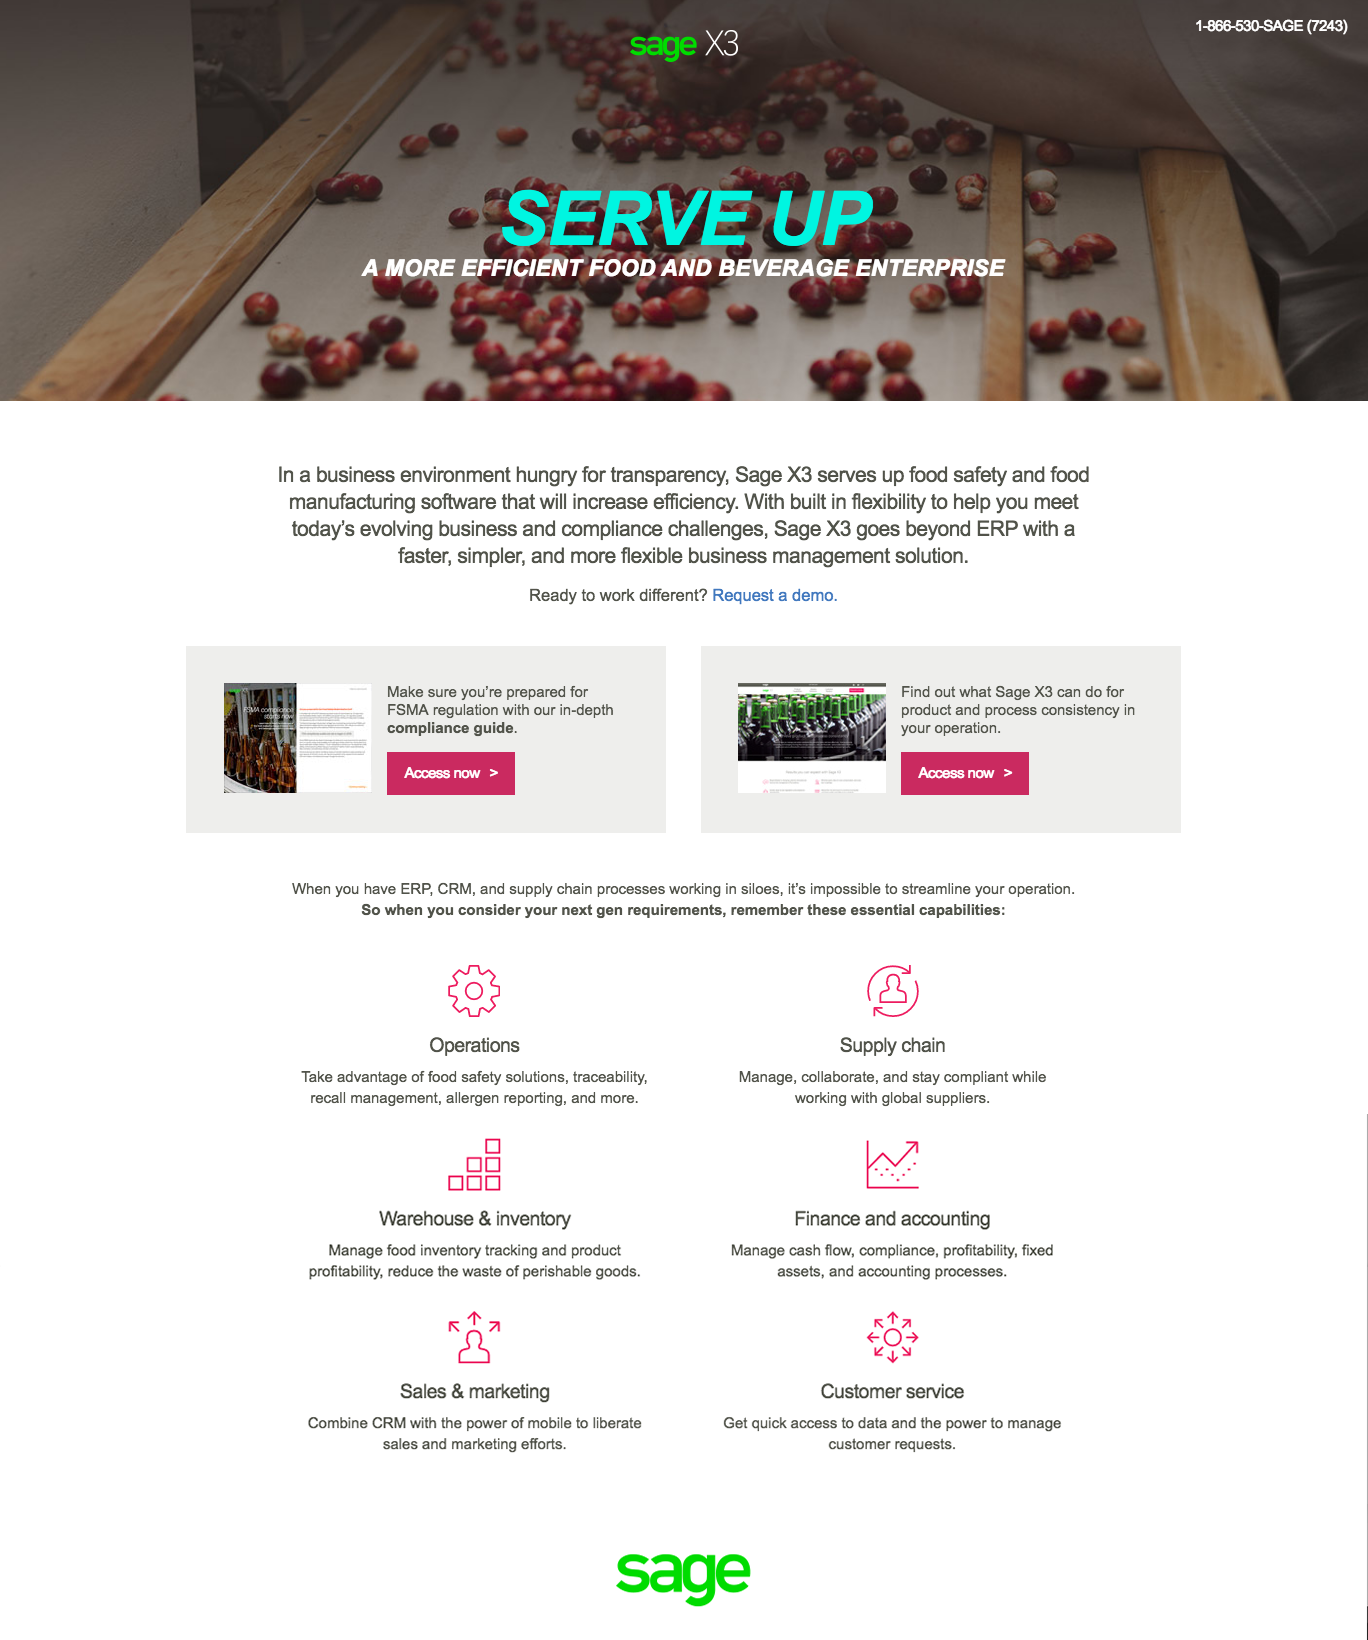 1-866-530-SAGE (7243)
sage X3
SERVE UP
A MORE EFFICIENT FOOD AND BEVERAGE ENTERPRISE
In a business environment hungry for transparency, Sage X3 serves up food safety and food
manufacturing software that will increase efficiency. With built in flexibility to help you meet
today's evolving business and compliance challenges, Sage X3 goes beyond ERP with a
faster, simpler, and more flexible business management solution.
Ready to work different? Request a demo.
FSMA compliance
starts now
Make sure you're prepared for
FSMA regulation with our in-depth
compliance guide.
Access now >
Find out what Sage X3 can do for
product and process consistency in
your operation.
Access now >
When you have ERP, CRM, and supply chain processes working in siloes, it's impossible to streamline your operation.
So when you consider your next gen requirements, remember these essential capabilities:
Operations
Take advantage of food safety solutions, traceability,
recall management, allergen reporting, and more.
Supply chain
Manage, collaborate, and stay compliant while
working with global suppliers.
Warehouse & inventory
Manage food inventory tracking and product
profitability, reduce the waste of perishable goods.
Finance and accounting
Manage cash flow, compliance, profitability, fixed
assets, and accounting processes.
Sales & marketing
Combine CRM with the power of mobile to liberate
sales and marketing efforts.
Customer service
Get quick access to data and the power to manage
customer requests.
sage